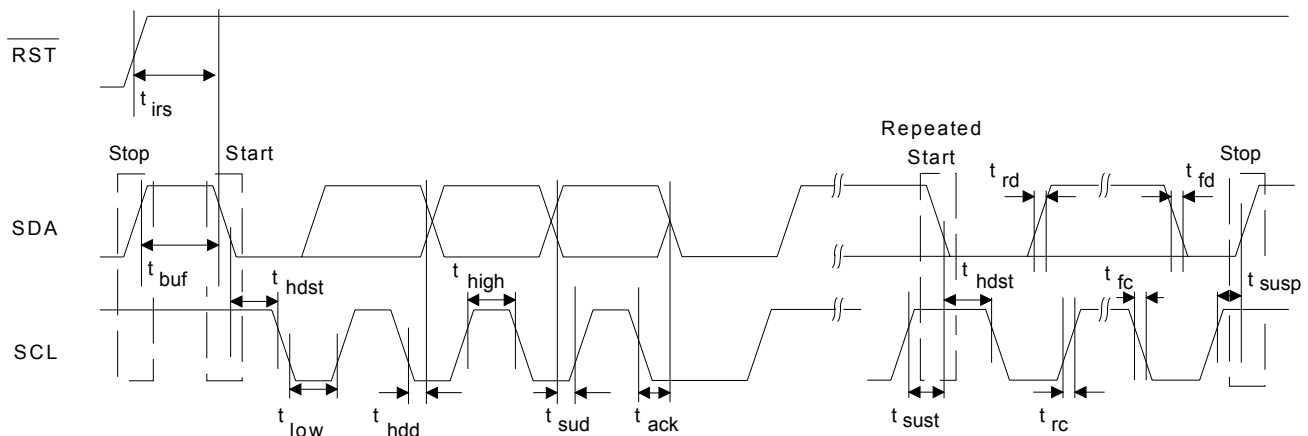 RST
t irs
Stop
Start
Repeated
Start
Stop
t rd
t fd
SDA
t buf
t hdst
t high
t hdst
t fc
t susp
SCL
t low
t hdd
t sud
t ack
t sust
t rc